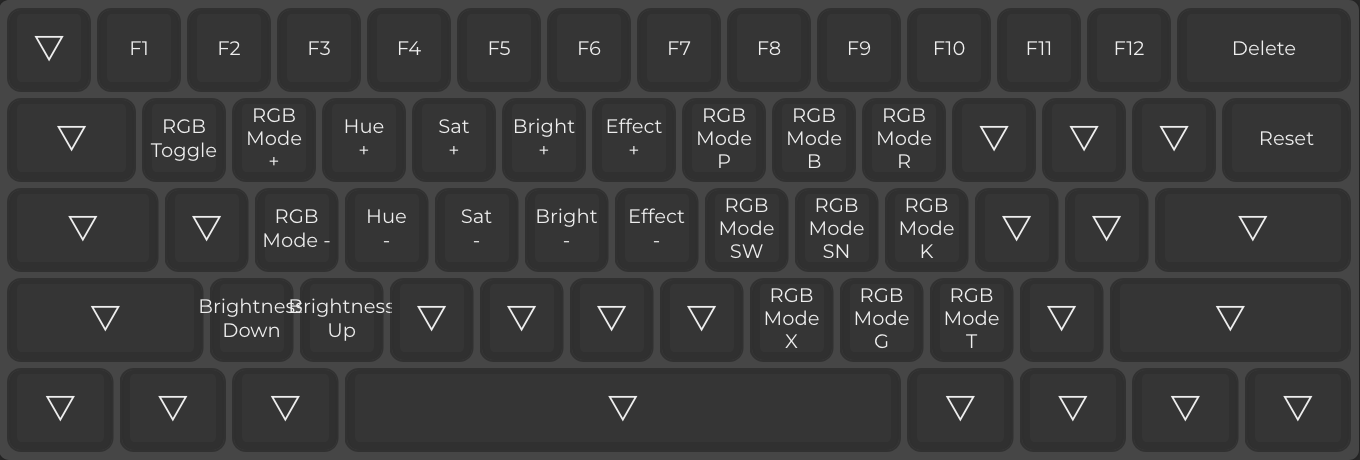 ▽ F1 F2 F3 F4 F5 F6 F7 F8 F9 F10 F11 F12 Delete
▽
RGB
Toggle
RGB
Mode
+
Hue
+
Sat
+
Bright
+
Effect
+
RGB
Mode
P
RGB
Mode
B
RGB
Mode
R
▽ ▽ ▽ Reset
▽ ▽
RGB
Mode -
Hue
-
Sat
-
Bright
-
Effect
-
RGB
Mode
SW
RGB
Mode
SN
RGB
Mode
K
▽ ▽ ▽
▽
Brightness
Down
Brightness
Up
▽ ▽ ▽ ▽
RGB
Mode
X
RGB
Mode
G
RGB
Mode
T
▽ ▽
▽ ▽ ▽ ▽ ▽ ▽ ▽ ▽